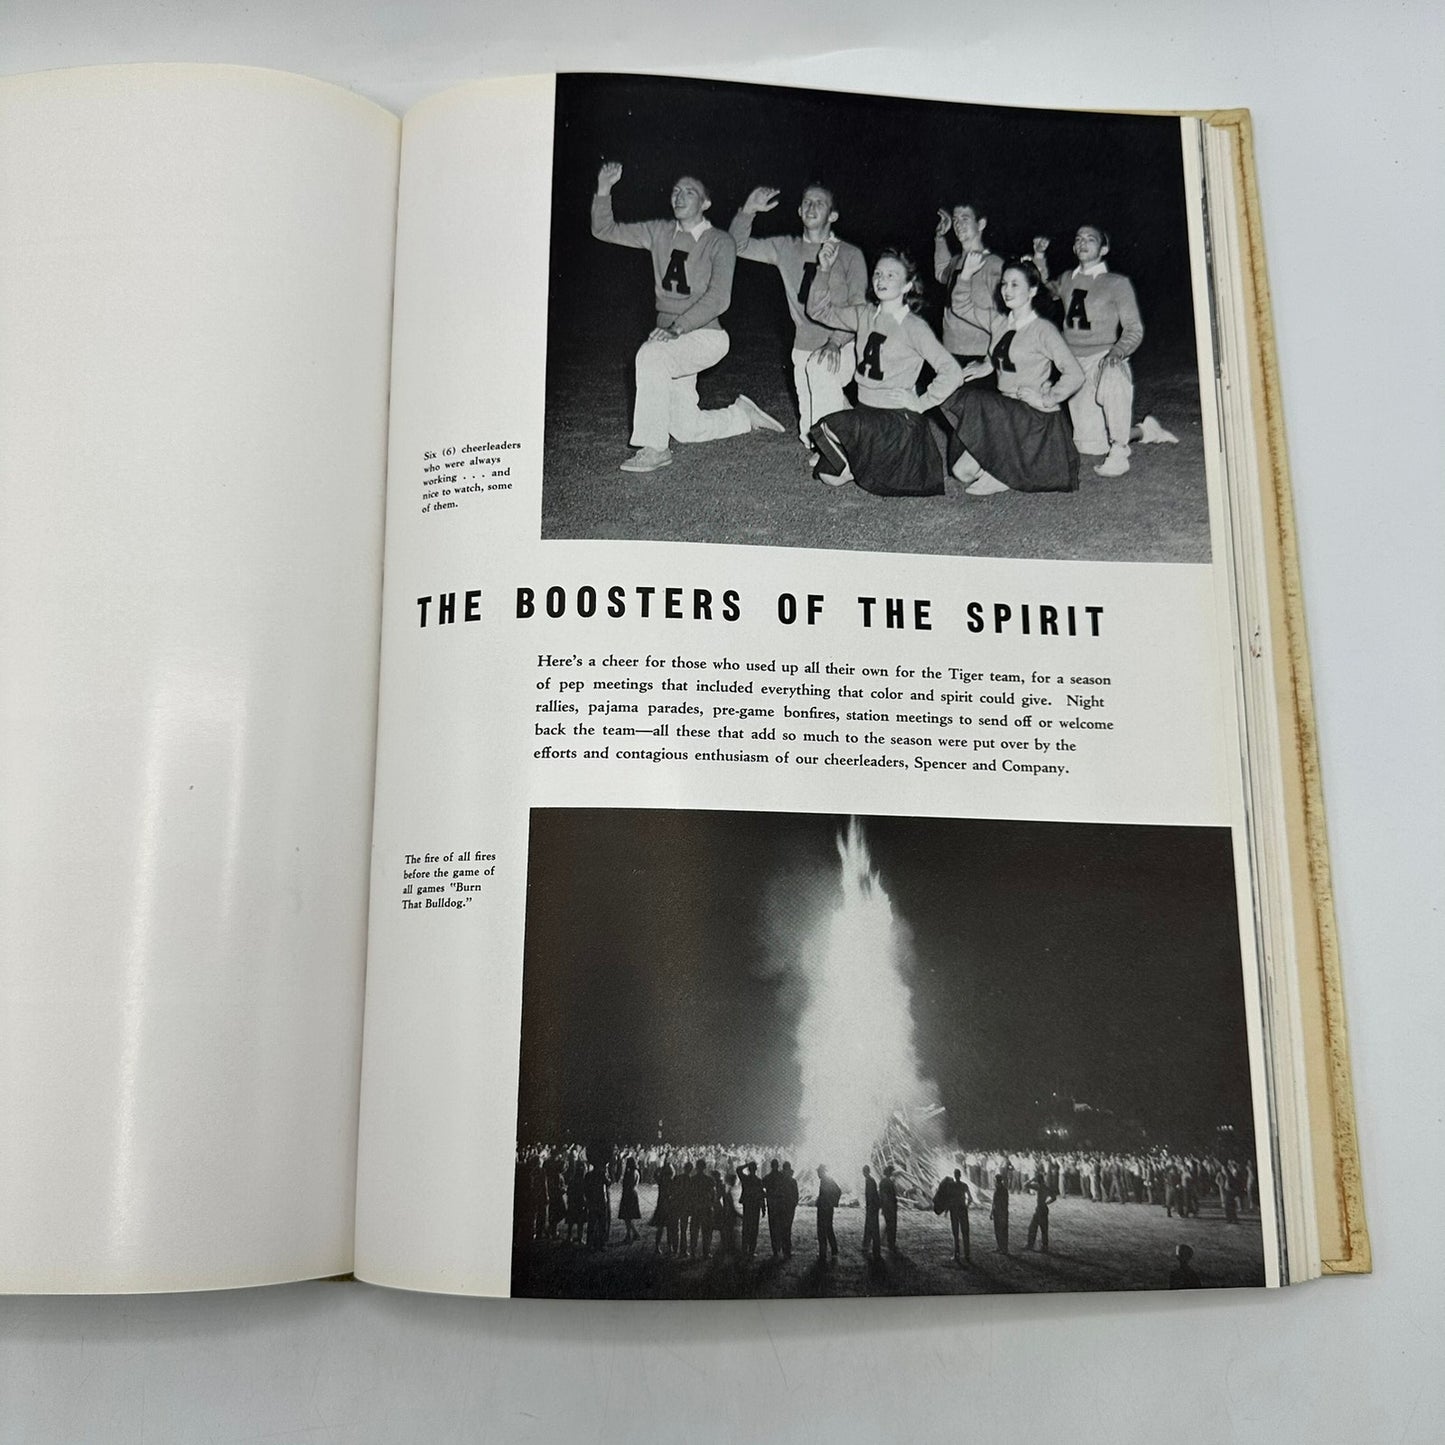 A
A
A
A
Six (6) cheerleaders
who were always
working . . . and
nice to watch, some
of them.
THE BOOSTERS OF THE SPIRIT
Here's a cheer for those who used up all their own for the Tiger team, for a season
of pep meetings that included everything that color and spirit could give. Night
rallies, pajama parades, pre-game bonfires, station meetings to send off or welcome
back the team—all these that add so much to the season were put over by the
efforts and contagious enthusiasm of our cheerleaders, Spencer and Company.
The fire of all fires
before the game of
all games "Burn
That Bulldog."